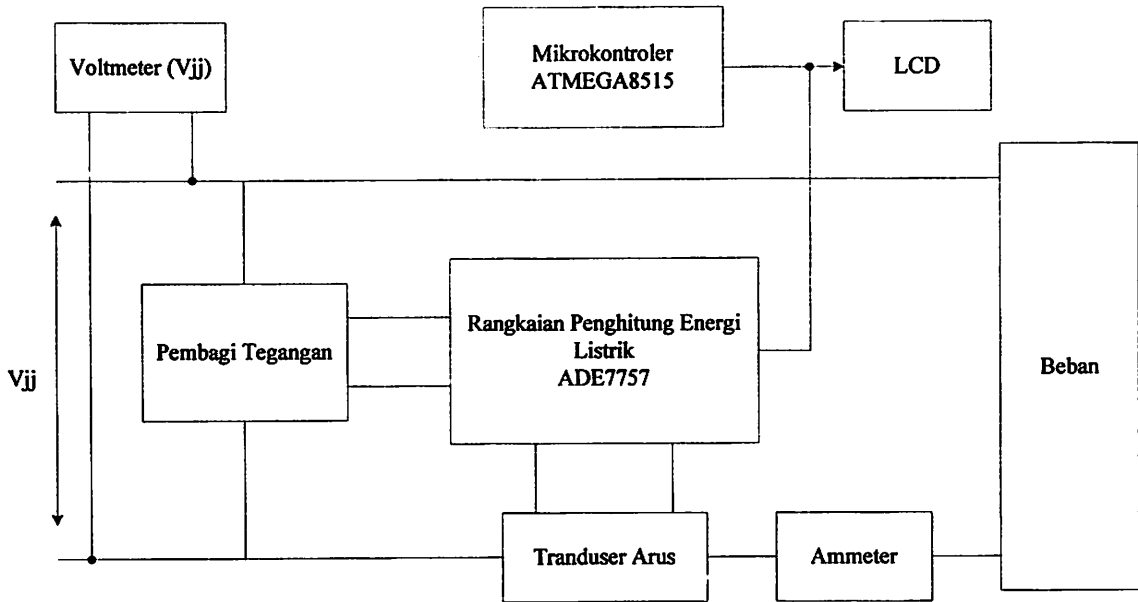 Voltmeter (Vjj)
Mikrokontroler
ATMEGA8515
LCD
Vjj
Pembagi Tegangan
Rangkaian Penghitung Energi
Listrik
ADE7757
Beban
Tranduser Arus
Ammeter